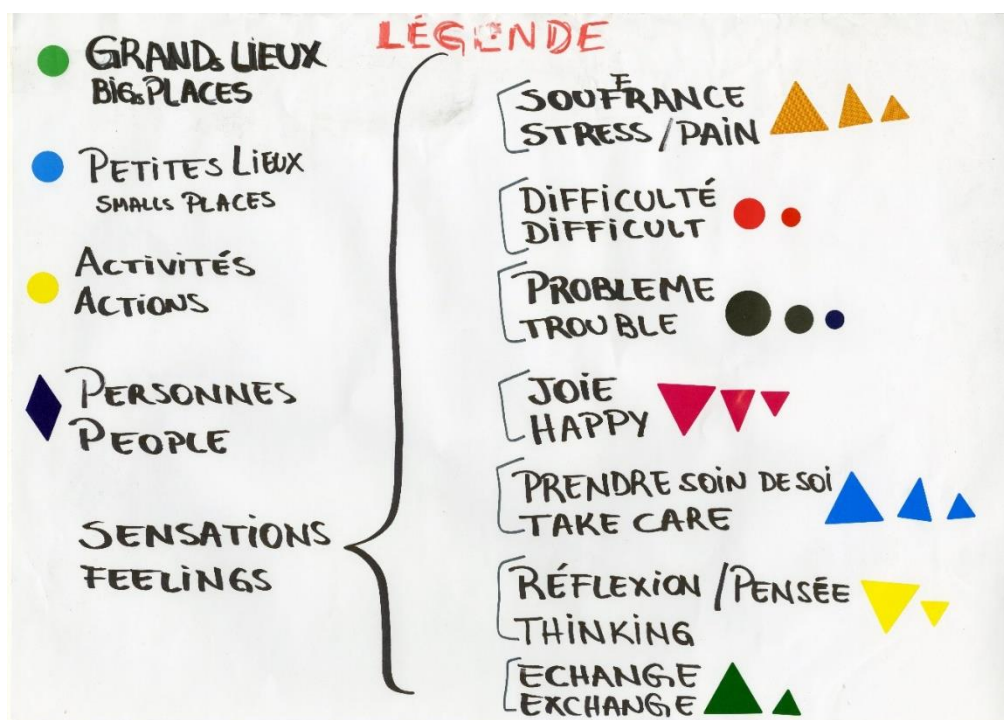 LÉGENDE
GRANDS LIEUX
BIGS PLACES
PETITES LIEUX
SMALLS PLACES
ACTIVITÉS
ACTIONS
PERSONNES
PEOPLE
SENSATIONS
FEELINGS
SOUFFRANCE
STRESS / PAIN
DIFFICULTÉ
DIFFICULT
PROBLEME
TROUBLE
JOIE
HAPPY
PRENDRE SOIN DE SOI
TAKE CARE
RÉFLEXION / PENSÉE
THINKING
ECHANGE
EXCHANGE